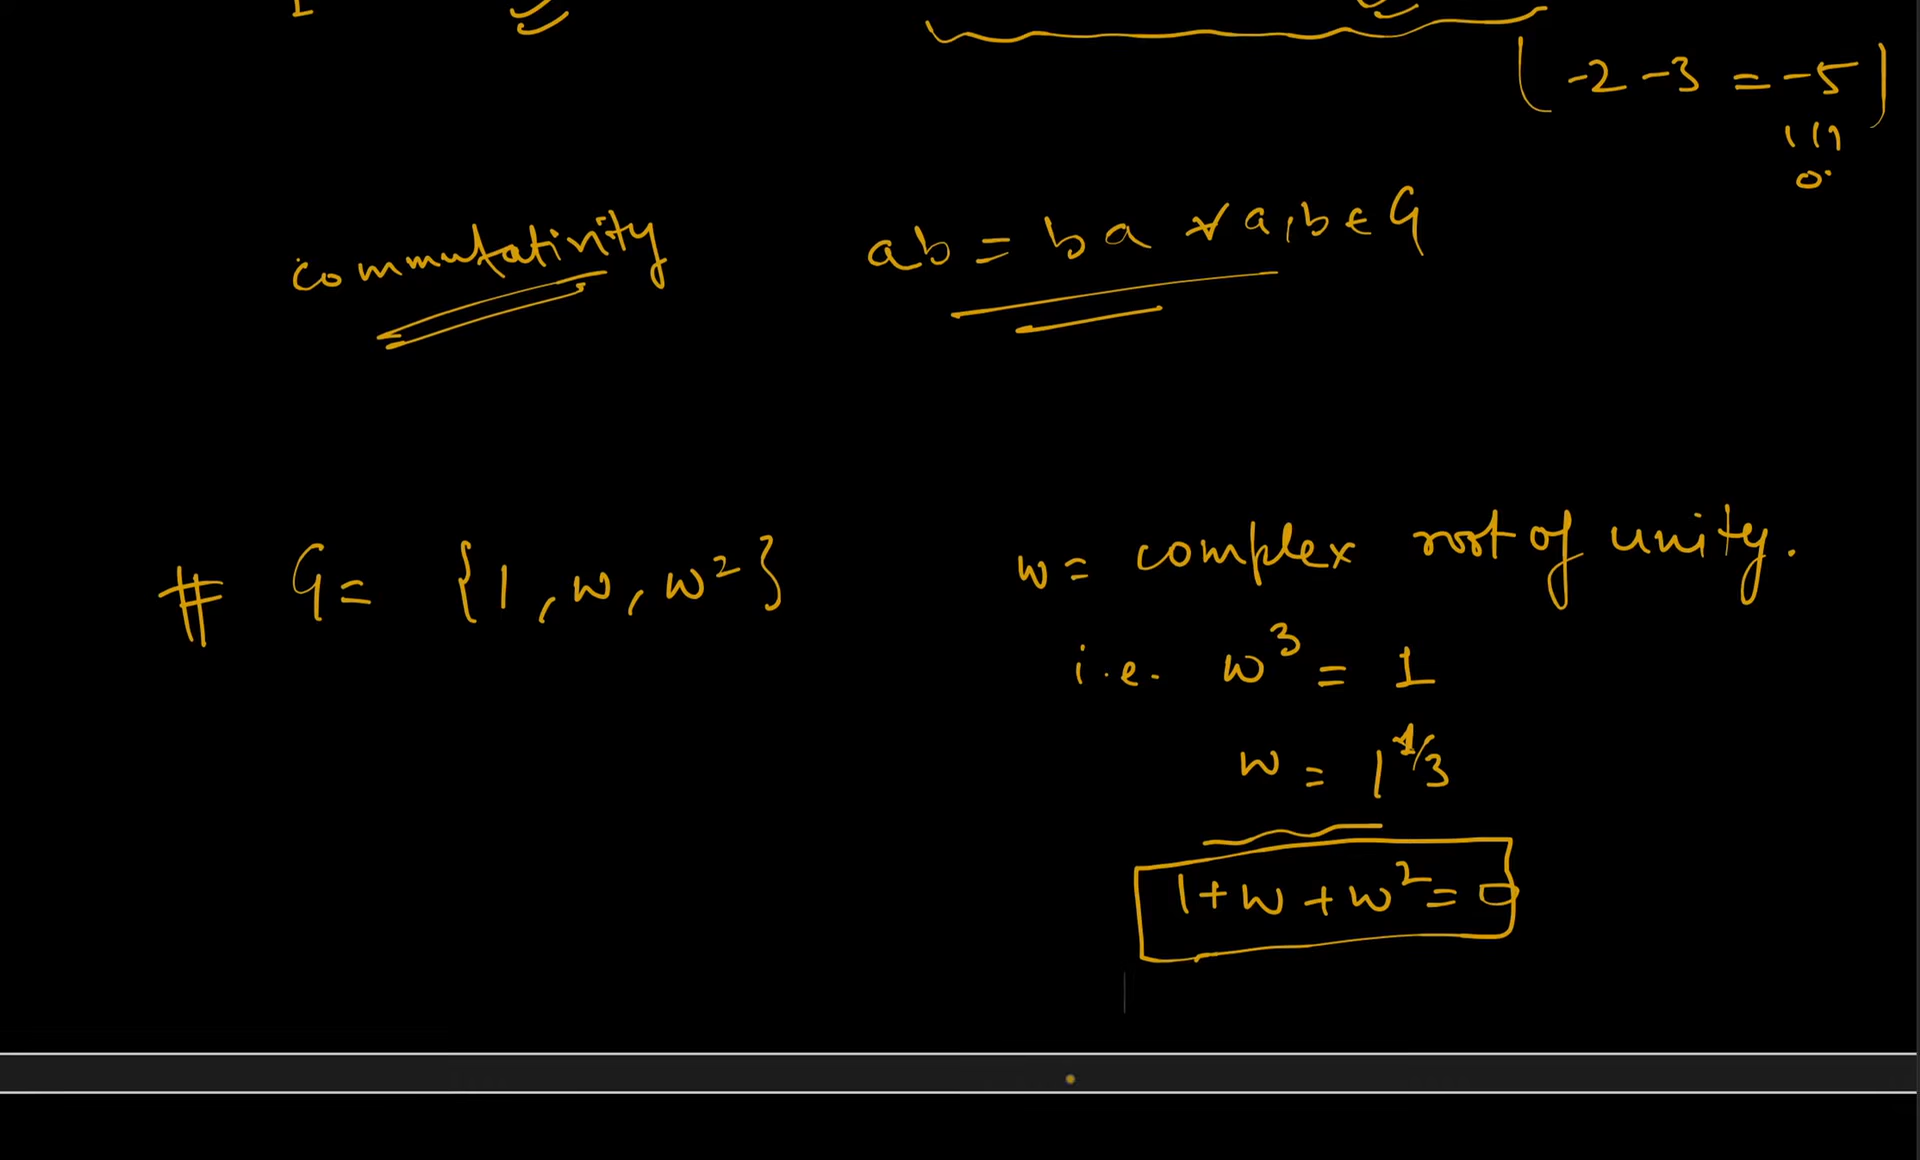 (-2 -3 = -5)
0
commutativity ab = ba ∀ a,b ∈ G
# G = {1, w, w²} w = complex root of unity.
i.e. w³ = 1
w = 1^1/3
1+w+w² = 0